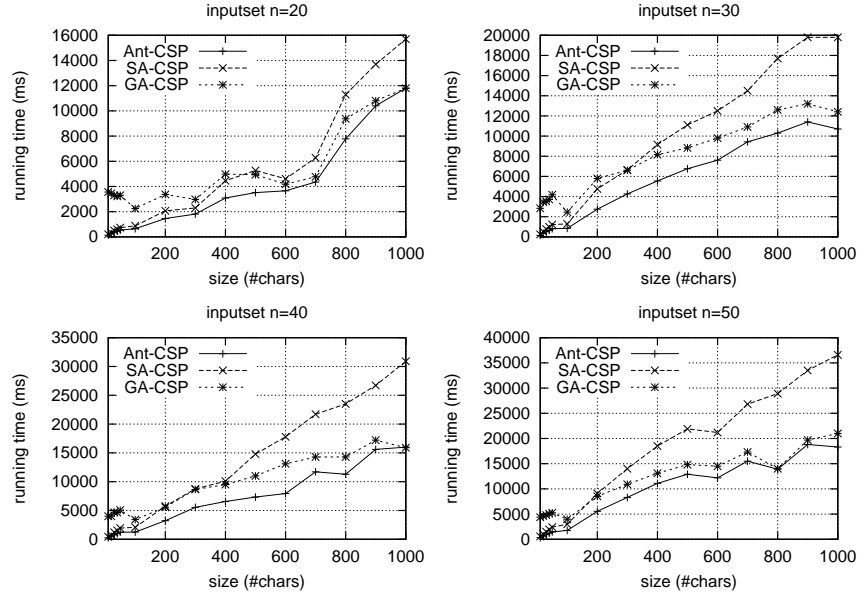 inputset n=20
16000
14000
12000
10000
8000
6000
4000
2000
0
running time (ms)
Ant-CSP
SA-CSP
GA-CSP
200 400 600 800 1000
size (#chars)
inputset n=30
20000
18000
16000
14000
12000
10000
8000
6000
4000
2000
0
running time (ms)
Ant-CSP
SA-CSP
GA-CSP
200 400 600 800 1000
size (#chars)
inputset n=40
35000
30000
25000
20000
15000
10000
5000
0
running time (ms)
Ant-CSP
SA-CSP
GA-CSP
200 400 600 800 1000
size (#chars)
inputset n=50
40000
35000
30000
25000
20000
15000
10000
5000
0
running time (ms)
Ant-CSP
SA-CSP
GA-CSP
200 400 600 800 1000
size (#chars)